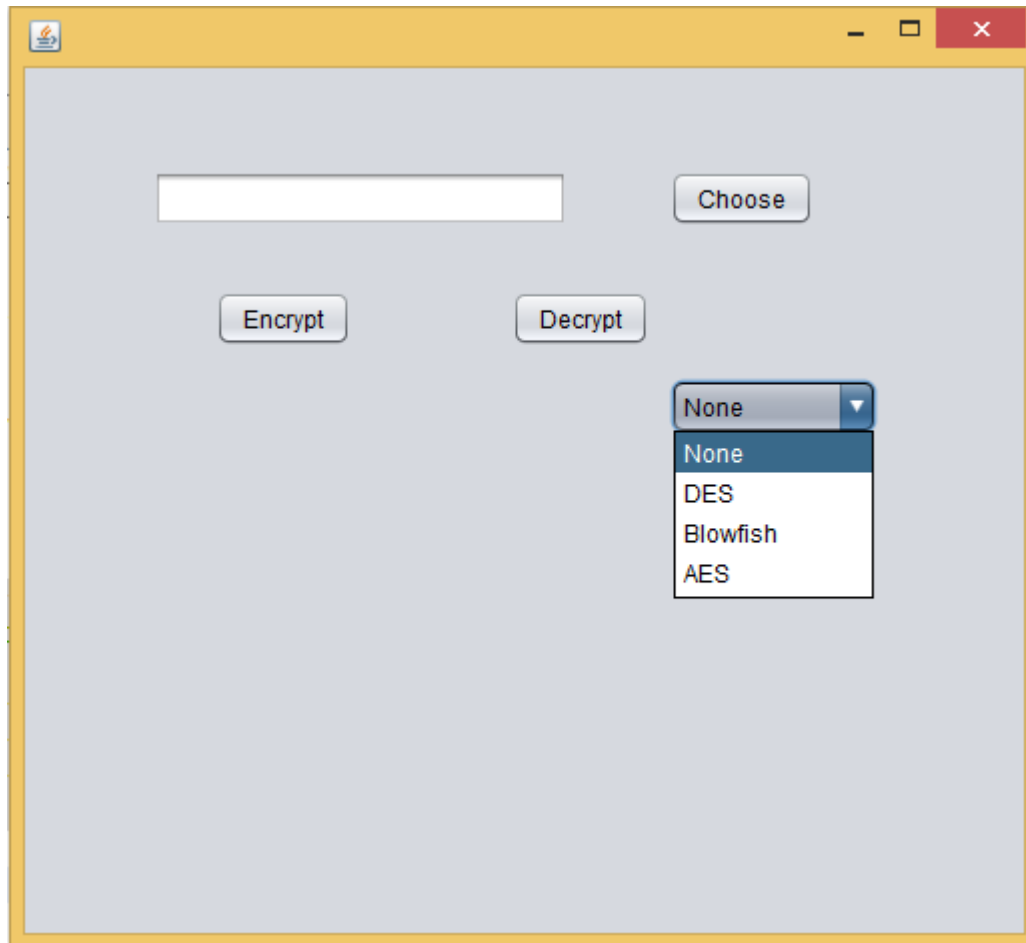 Choose
Encrypt Decrypt
None
None
DES
Blowfish
AES